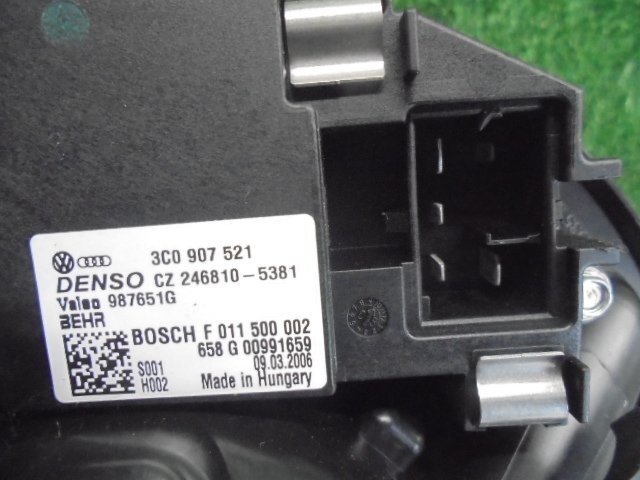 3C0 907 521
DENSO CZ 246810-5381
Valeo 987651G
BEHR
BOSCH F 011 500 002
658 G 00991659
S001 09.03.2006
H002 Made in Hungary